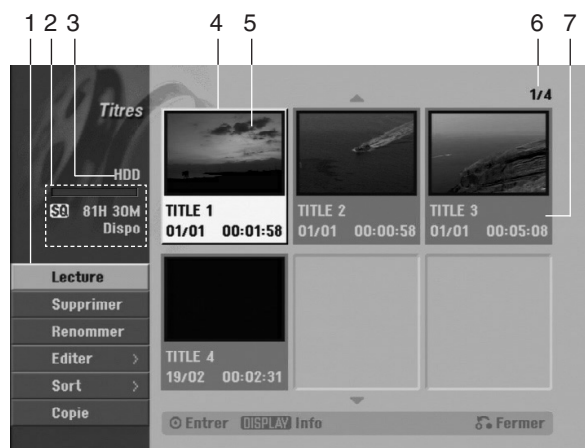 1 2 3 4 5 6 7
1/4
Titres
HDD
SQ 81H 30M
Dispo
TITLE 1
01/01 00:01:58
TITLE 2
01/01 00:00:58
TITLE 3
01/01 00:05:08
Lecture
Supprimer
Renommer
Editer >
Sort >
Copie
TITLE 4
19/02 00:02:31
Entrer DISPLAY Info Fermer